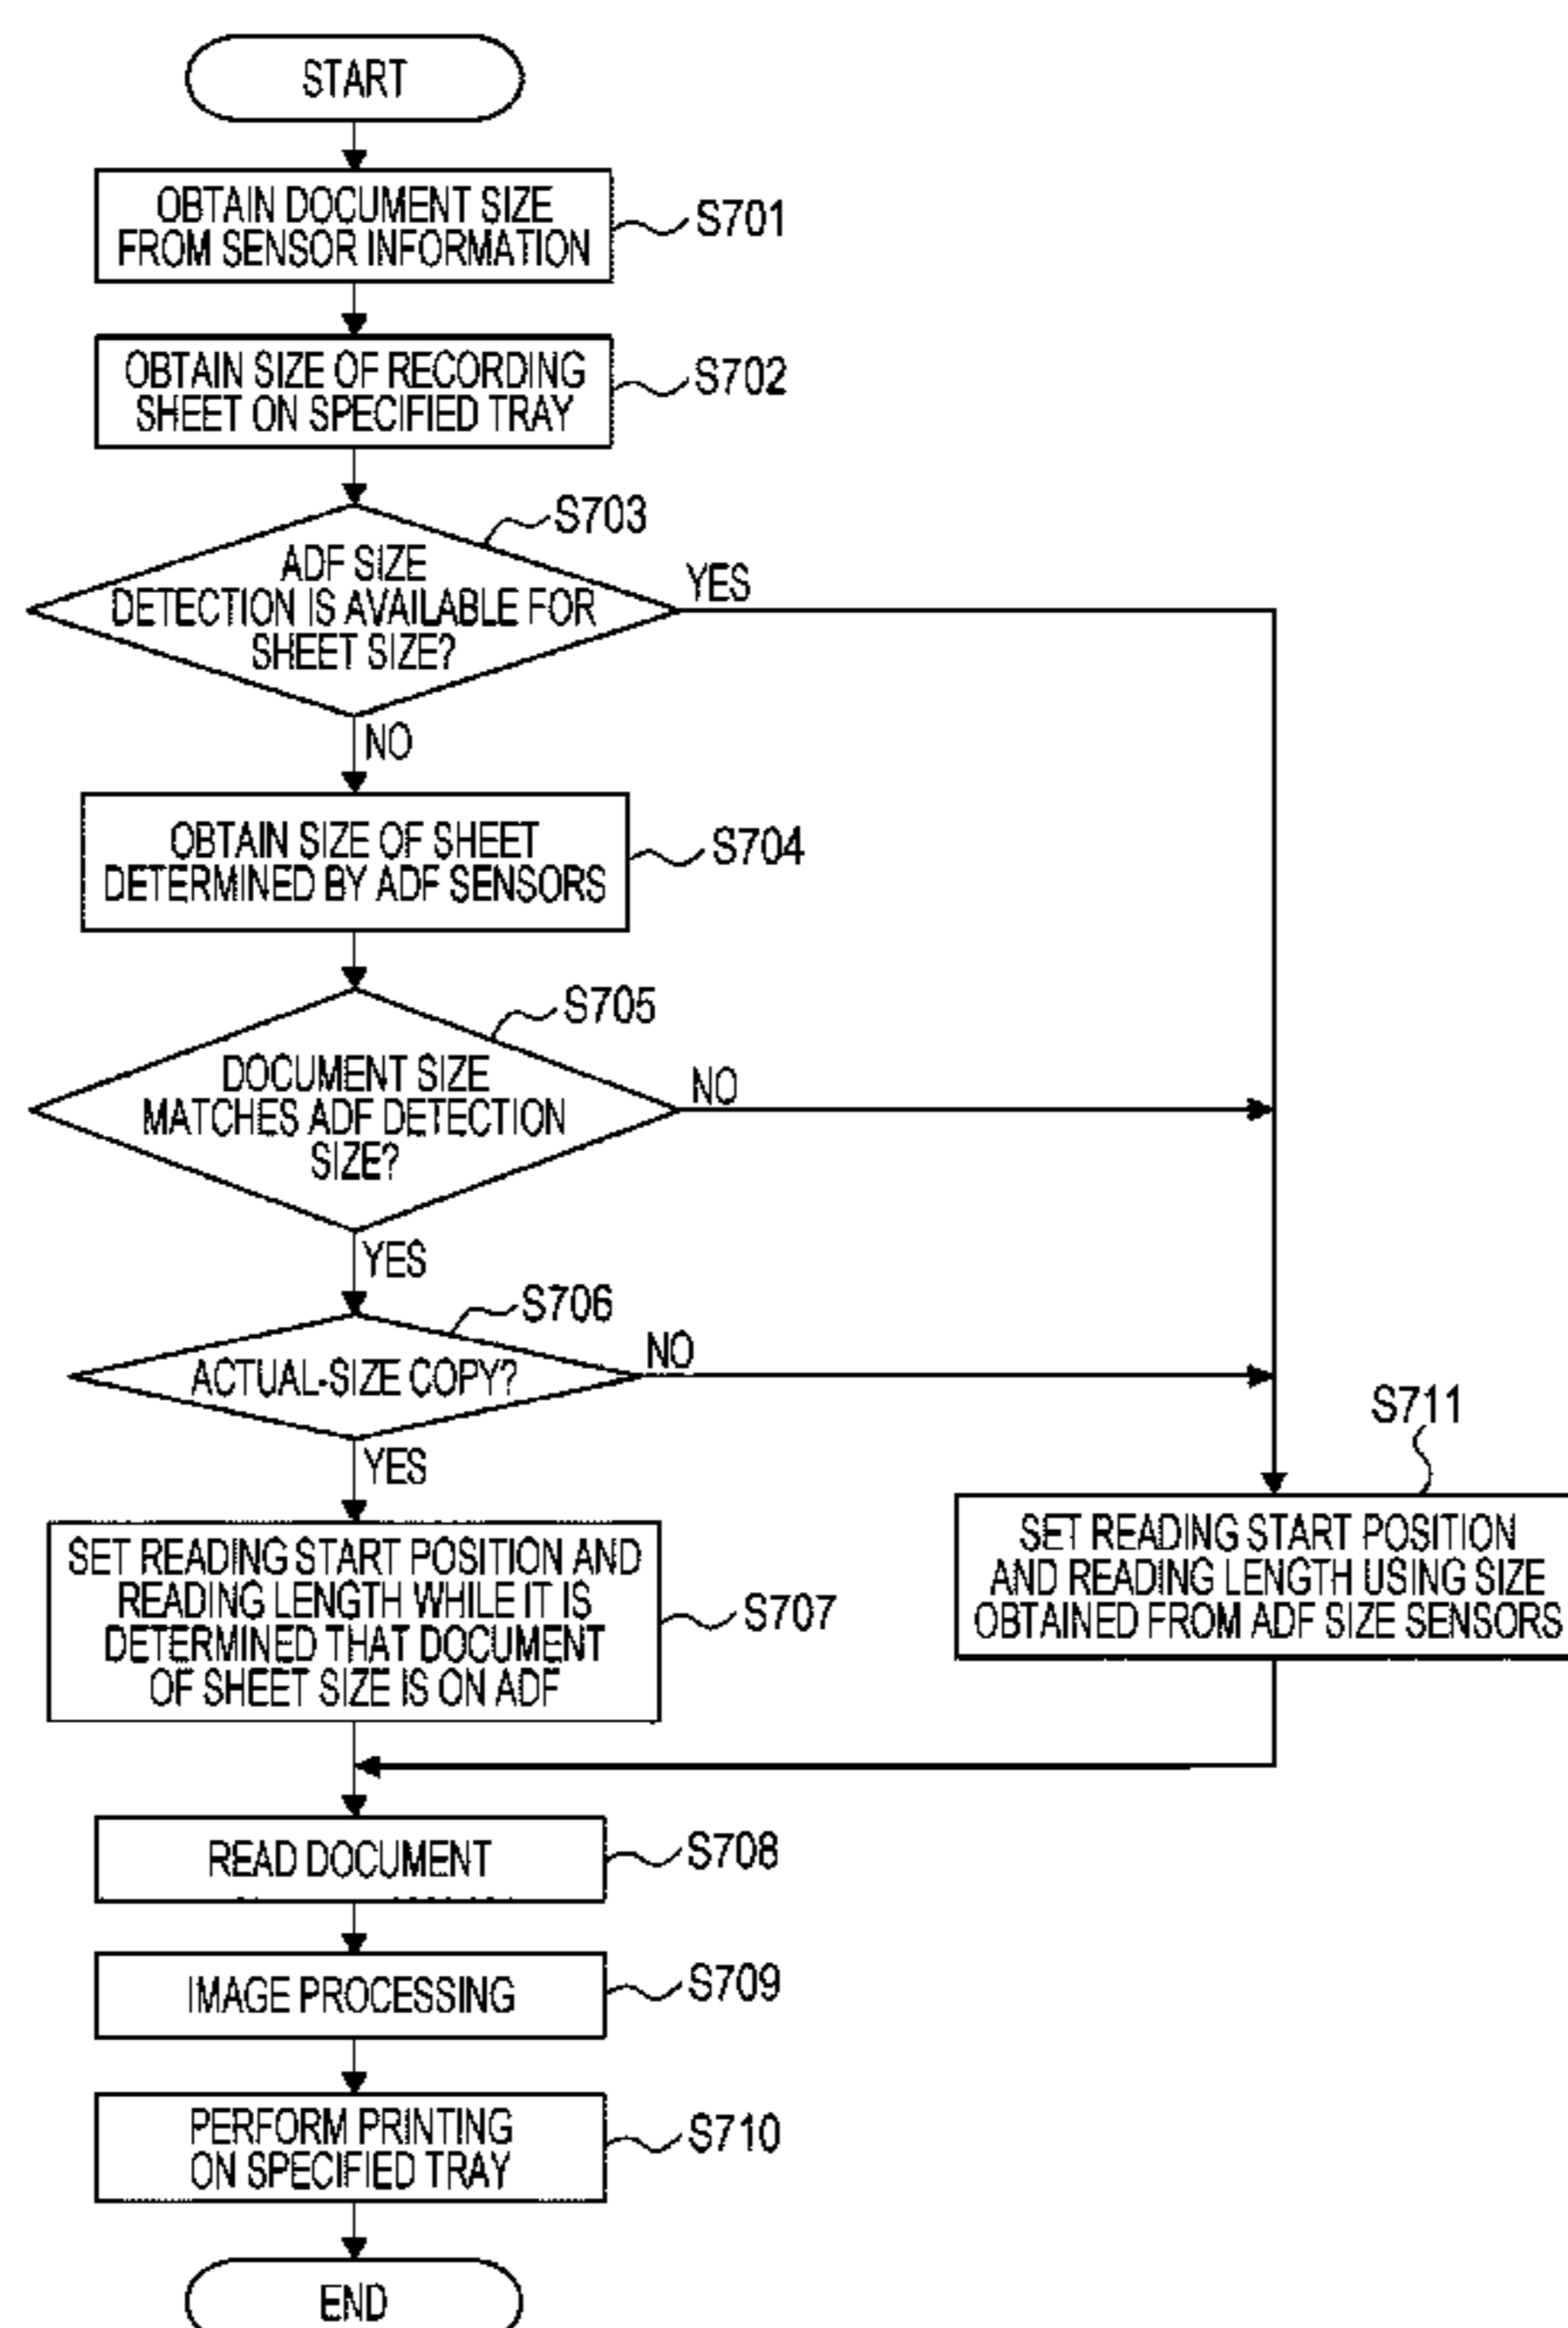 START
OBTAIN DOCUMENT SIZE
FROM SENSOR INFORMATION
S701
OBTAIN SIZE OF RECORDING
SHEET ON SPECIFIED TRAY
S702
S703
ADF SIZE
DETECTION IS AVAILABLE FOR
SHEET SIZE?
YES
NO
OBTAIN SIZE OF SHEET
DETERMINED BY ADF SENSORS
S704
S705
DOCUMENT SIZE
MATCHES ADF DETECTION
SIZE?
NO
YES
S706
ACTUAL-SIZE COPY?
NO
YES
S711
SET READING START POSITION AND
READING LENGTH WHILE IT IS
DETERMINED THAT DOCUMENT
OF SHEET SIZE IS ON ADF
S707
SET READING START POSITION
AND READING LENGTH USING SIZE
OBTAINED FROM ADF SIZE SENSORS
READ DOCUMENT
S708
IMAGE PROCESSING
S709
PERFORM PRINTING
ON SPECIFIED TRAY
S710
END